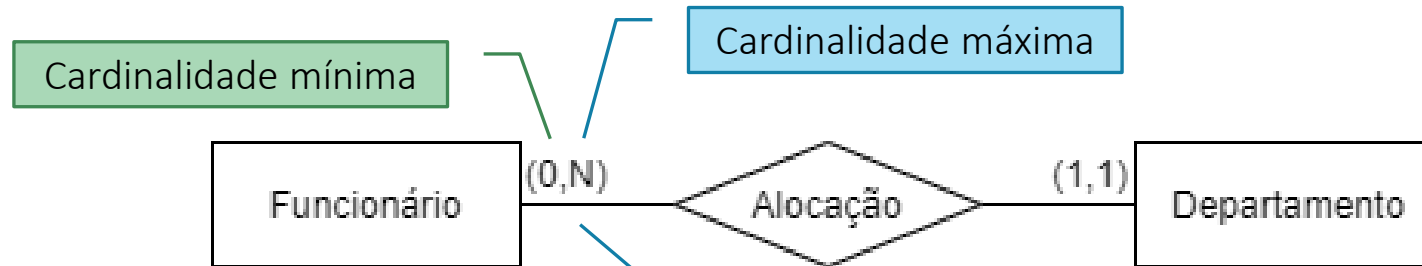 Cardinalidade máxima
Cardinalidade mínima
(0,N)
(1,1)
Funcionário
Alocação
Departamento